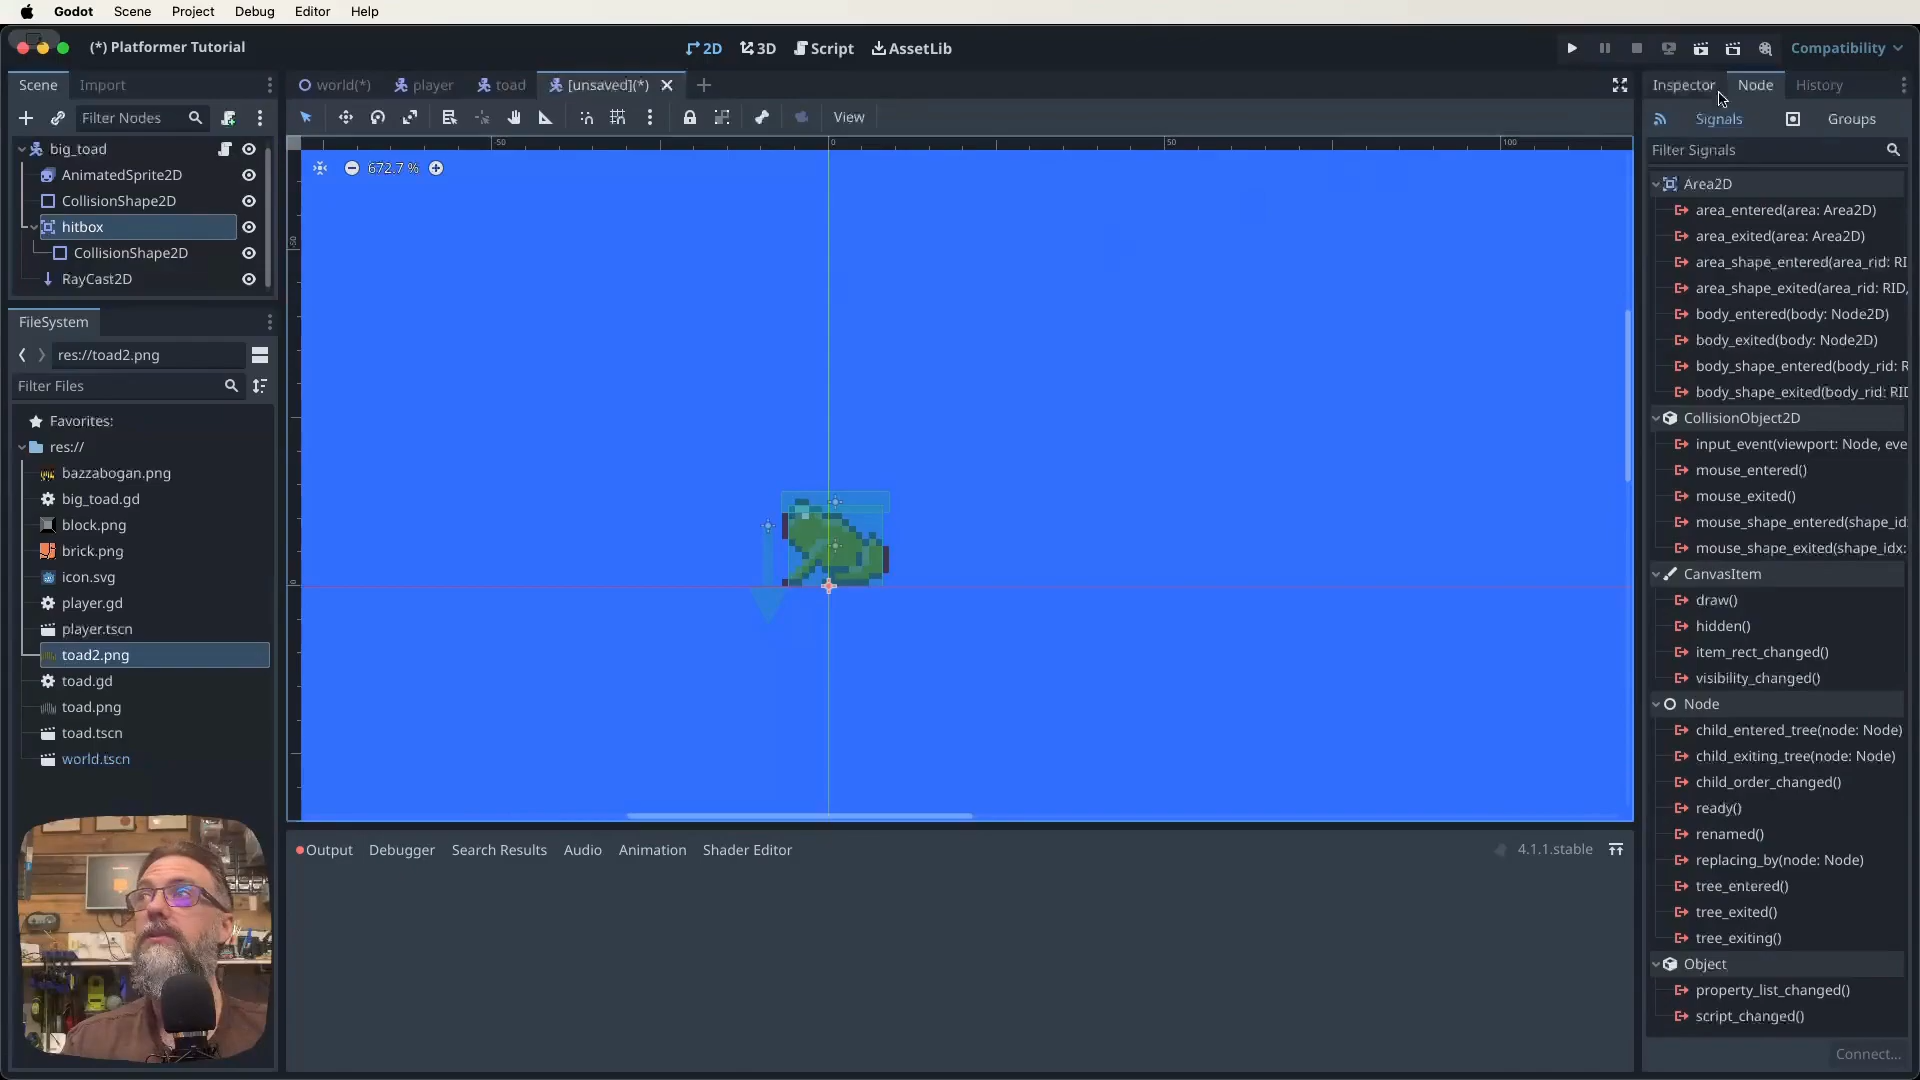 Godot Scene Project Debug Editor Help
(*) Platformer Tutorial
2D 3D Script AssetLib
Compatibility
Scene Import
world(*) player toad [unsaved](*)
Inspector Node History
Filter Nodes
View
Signals Groups
-50 0 50 100
Filter Signals
big_toad
AnimatedSprite2D
CollisionShape2D
hitbox
CollisionShape2D
RayCast2D
672.7 %
-50
0
FileSystem
res://toad2.png
Filter Files
Favorites:
res://
bazzabogan.png
big_toad.gd
block.png
brick.png
icon.svg
player.gd
player.tscn
toad2.png
toad.gd
toad.png
toad.tscn
world.tscn
Area2D
area_entered(area: Area2D)
area_exited(area: Area2D)
area_shape_entered(area_rid: RI
area_shape_exited(area_rid: RID,
body_entered(body: Node2D)
body_exited(body: Node2D)
body_shape_entered(body_rid: R
body_shape_exited(body_rid: RID
CollisionObject2D
input_event(viewport: Node, eve
mouse_entered()
mouse_exited()
mouse_shape_entered(shape_id
mouse_shape_exited(shape_idx:
CanvasItem
draw()
hidden()
item_rect_changed()
visibility_changed()
Node
child_entered_tree(node: Node)
child_exiting_tree(node: Node)
child_order_changed()
ready()
renamed()
replacing_by(node: Node)
tree_entered()
tree_exited()
tree_exiting()
Object
property_list_changed()
script_changed()
Connect...
Output Debugger Search Results Audio Animation Shader Editor
4.1.1.stable